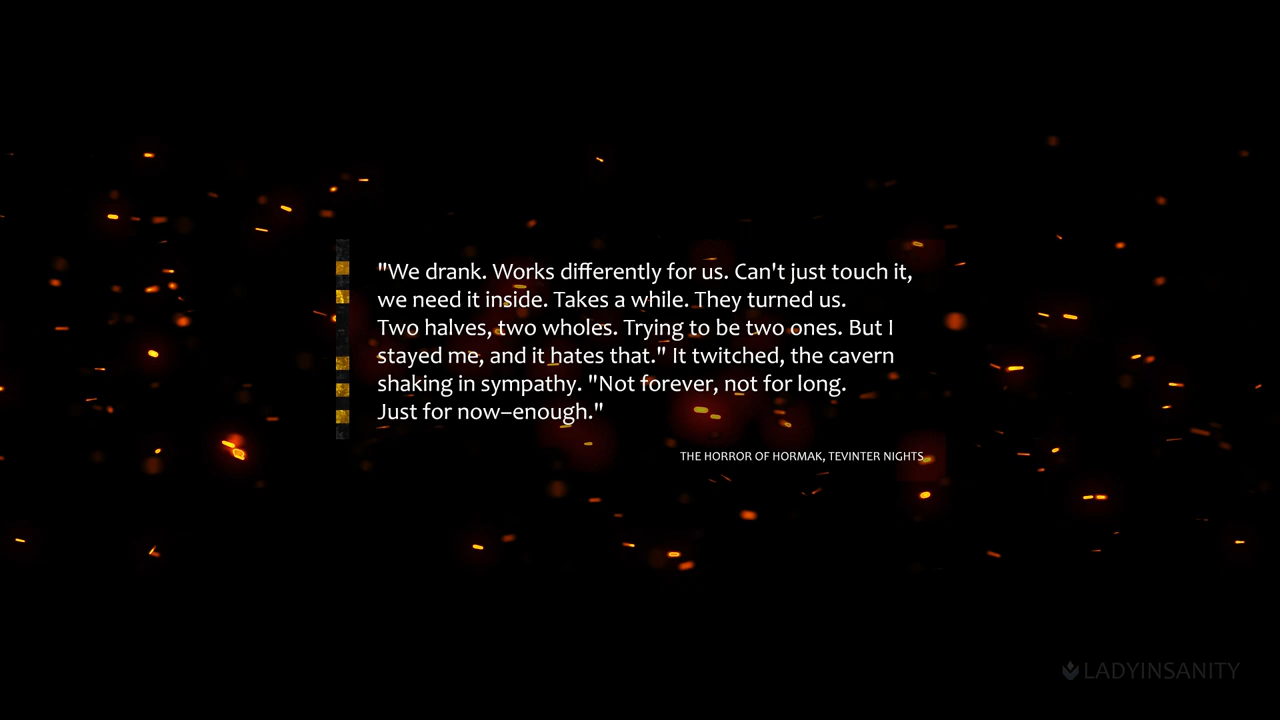 "We drank. Works differently for us. Can't just touch it,
we need it inside. Takes a while. They turned us.
Two halves, two wholes. Trying to be two ones. But I
stayed me, and it hates that." It twitched, the cavern
shaking in sympathy. "Not forever, not for long.
Just for now–enough."
THE HORROR OF HORMAK, TEVINTER NIGHTS
LADYINSANITY